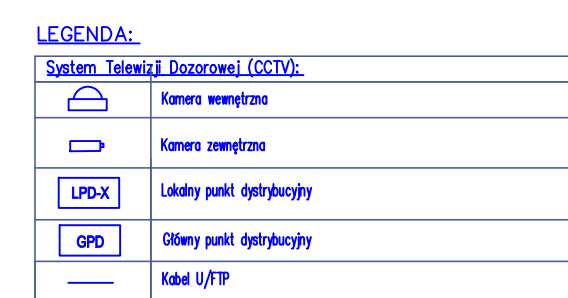 LEGENDA:
System Telewizji Dozorowej (CCTV):
Kamera wewnętrzna
Kamera zewnętrzna
LPD-X Lokalny punkt dystrybucyjny
GPD Główny punkt dystrybucyjny
Kabel U/FTP